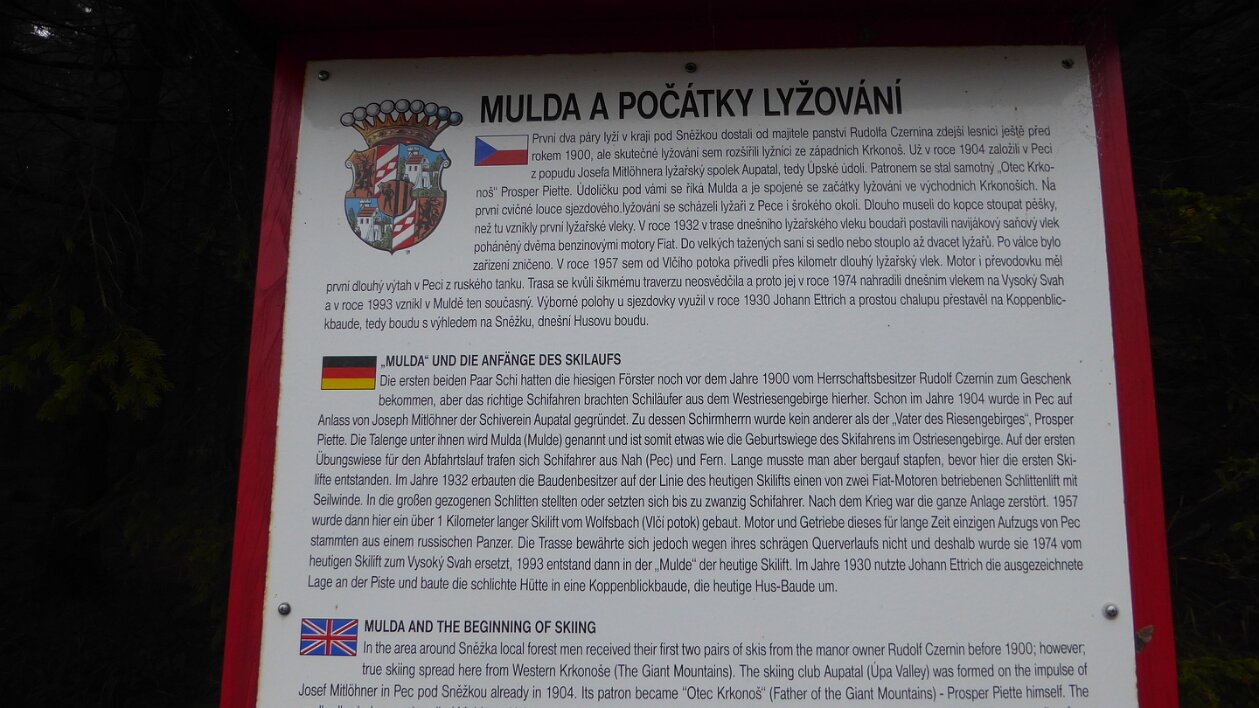 MULDA A POČÁTKY LYŽOVÁNÍ
První dva páry lyží v kraji pod Sněžkou dostali od majitele panství Rudolfa Czernina zdejší lesníci ještě před
rokem 1900, ale skutečné lyžování sem rozšířili lyžníci ze západních Krkonoš. Už v roce 1904 založili v Peci
z popudu Josefa Mitlöhnera lyžařský spolek Aupatal, tedy Úpské údolí. Patronem se stal samotný „Otec Krko-
noš“ Prosper Piette. Údolíčku pod vámi se říká Mulda a je spojené se začátky lyžování ve východních Krkonoších. Na
první cvičné louce sjezdového lyžování se scházeli lyžaři z Pece i širokého okolí. Dlouho museli do kopce stoupat pěšky,
než tu vznikly první lyžařské vleky. V roce 1932 v trase dnešního lyžařského vleku boudaři postavili navijákový saňový vlek
poháněný dvěma benzinovými motory Fiat. Do velkých tažených saní si sedlo nebo stouplo až dvacet lyžařů. Po válce bylo
zařízení zničeno. V roce 1957 sem od Vlčího potoka přivedli přes kilometr dlouhý lyžařský vlek. Motor i převodovku měl
první dlouhý výtah v Peci z ruského tanku. Trasa se kvůli šikmému traverzu neosvědčila a proto jej v roce 1974 nahradili dnešním vlekem na Vysoký Svah
a v roce 1993 vznikl v Muldě ten současný. Výborné polohy u sjezdovky využil v roce 1930 Johann Ettrich a prostou chalupu přestavěl na Koppenblic-
kbaude, tedy boudu s výhledem na Sněžku, dnešní Husovu boudu.
„MULDA“ UND DIE ANFÄNGE DES SKILAUFS
Die ersten beiden Paar Schi hatten die hiesigen Förster noch vor dem Jahre 1900 vom Herrschaftsbesitzer Rudolf Czernin zum Geschenk
bekommen, aber das richtige Schifahren brachten Schiläufer aus dem Westriesengebirge hierher. Schon im Jahre 1904 wurde in Pec auf
Anlass von Joseph Mitlöhner der Schiverein Aupatal gegründet. Zu dessen Schirmherrn wurde kein anderer als der „Vater des Riesengebirges“, Prosper
Piette. Die Talenge unter ihnen wird Mulda (Mulde) genannt und ist somit etwas wie die Geburtswiege des Skifahrens im Ostriesengebirge. Auf der ersten
Übungswiese für den Abfahrtslauf trafen sich Schifahrer aus Nah (Pec) und Fern. Lange musste man aber bergauf stapfen, bevor hier die ersten Ski-
lifte entstanden. Im Jahre 1932 erbauten die Baudenbesitzer auf der Linie des heutigen Skilifts einen von zwei Fiat-Motoren betriebenen Schlittenlift mit
Seilwinde. In die großen gezogenen Schlitten stellten oder setzten sich bis zu zwanzig Schifahrer. Nach dem Krieg war die ganze Anlage zerstört. 1957
wurde dann hier ein über 1 Kilometer langer Skilift vom Wolfsbach (Vlčí potok) gebaut. Motor und Getriebe dieses für lange Zeit einzigen Aufzugs von Pec
stammten aus einem russischen Panzer. Die Trasse bewährte sich jedoch wegen ihres schrägen Querverlaufs nicht und deshalb wurde sie 1974 vom
heutigen Skilift zum Vysoký Svah ersetzt, 1993 entstand dann in der „Mulde“ der heutige Skilift. Im Jahre 1930 nutzte Johann Ettrich die ausgezeichnete
Lage an der Piste und baute die schlichte Hütte in eine Koppenblickbaude, die heutige Hus-Baude um.
MULDA AND THE BEGINNING OF SKIING
In the area around Sněžka local forest men received their first two pairs of skis from the manor owner Rudolf Czernin before 1900; however,
true skiing spread here from Western Krkonoše (The Giant Mountains). The skiing club Aupatal (Úpa Valley) was formed on the impulse of
Josef Mitlöhner in Pec pod Sněžkou already in 1904. Its patron became “Otec Krkonoš“ (Father of the Giant Mountains) - Prosper Piette himself. The